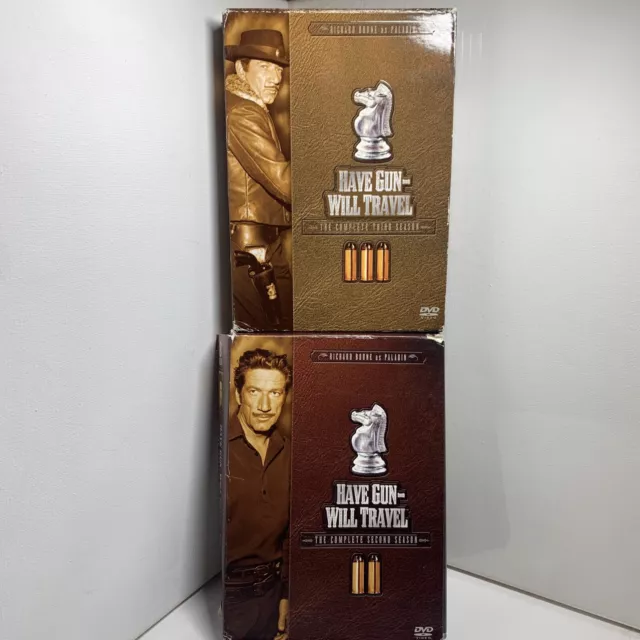 RICHARD BOONE AS PALADIN
HAVE GUN–
WILL TRAVEL
THE COMPLETE THIRD SEASON
DVD
RICHARD BOONE AS PALADIN
HAVE GUN–
WILL TRAVEL
THE COMPLETE SECOND SEASON
DVD